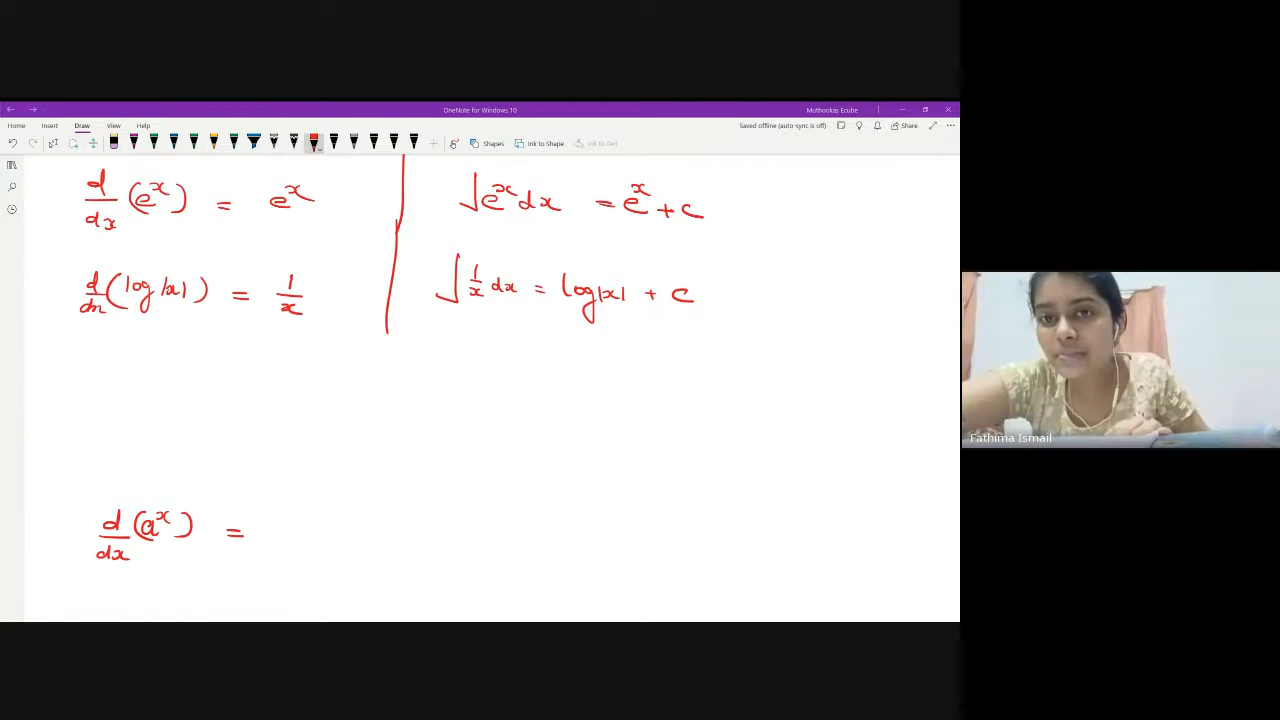 OneNote for Windows 10
Muthookas Ecube
Home Insert Draw View Help
Saved offline (auto-sync is off)
Share
Shapes Ink to Shape Ink to Text
d/dx (e^x) = e^x
∫e^x dx = e^x + c
d/dx (log|x|) = 1/x
∫ 1/x dx = log|x| + c
d/dx (a^x) =
Fathima Ismail